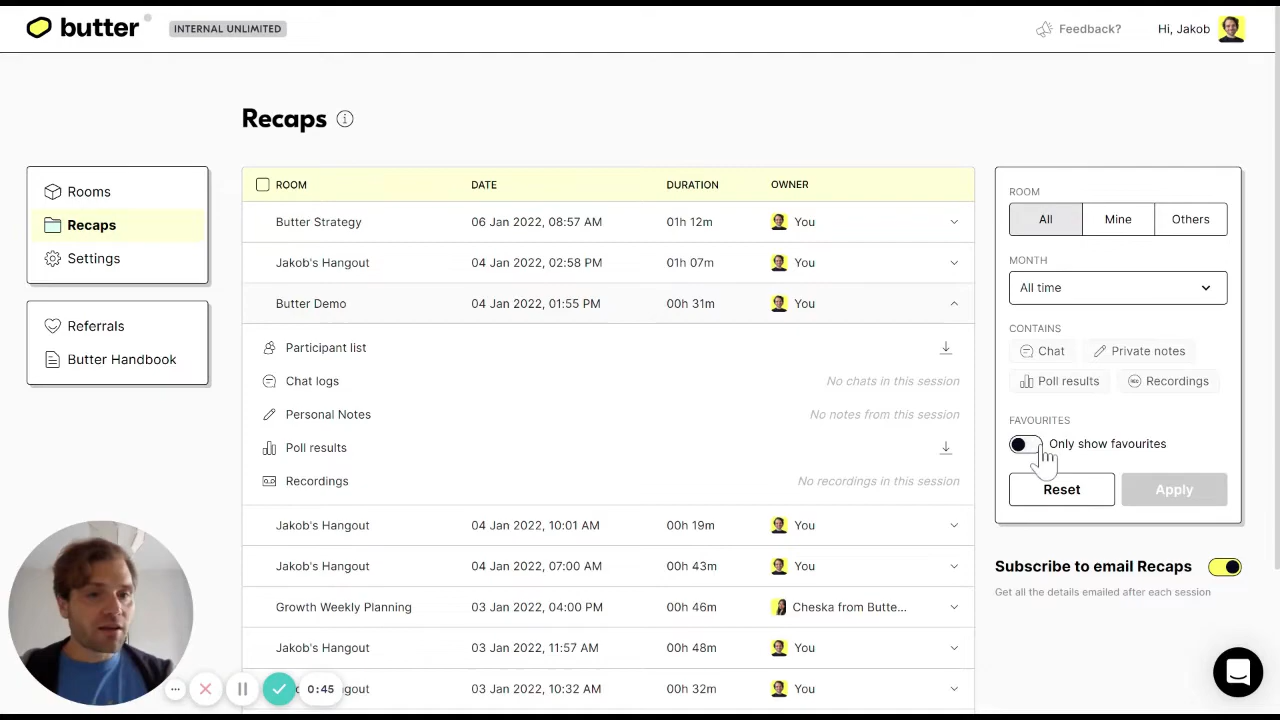 butter INTERNAL UNLIMITED Feedback? Hi, Jakob
Recaps
Rooms
Recaps
Settings
Referrals
Butter Handbook
ROOM DATE DURATION OWNER
Butter Strategy 06 Jan 2022, 08:57 AM 01h 12m You
Jakob's Hangout 04 Jan 2022, 02:58 PM 01h 07m You
Butter Demo 04 Jan 2022, 01:55 PM 00h 31m You
Participant list
Chat logs No chats in this session
Personal Notes No notes from this session
Poll results
Recordings No recordings in this session
Jakob's Hangout 04 Jan 2022, 10:01 AM 00h 19m You
Jakob's Hangout 04 Jan 2022, 07:00 AM 00h 43m You
Growth Weekly Planning 03 Jan 2022, 04:00 PM 00h 46m Cheska from Butte...
Jakob's Hangout 03 Jan 2022, 11:57 AM 00h 48m You
ngout 03 Jan 2022, 10:32 AM 00h 32m You
ROOM
All Mine Others
MONTH
All time
CONTAINS
Chat Private notes
Poll results Recordings
FAVOURITES
Only show favourites
Reset Apply
Subscribe to email Recaps
Get all the details emailed after each session
0:45